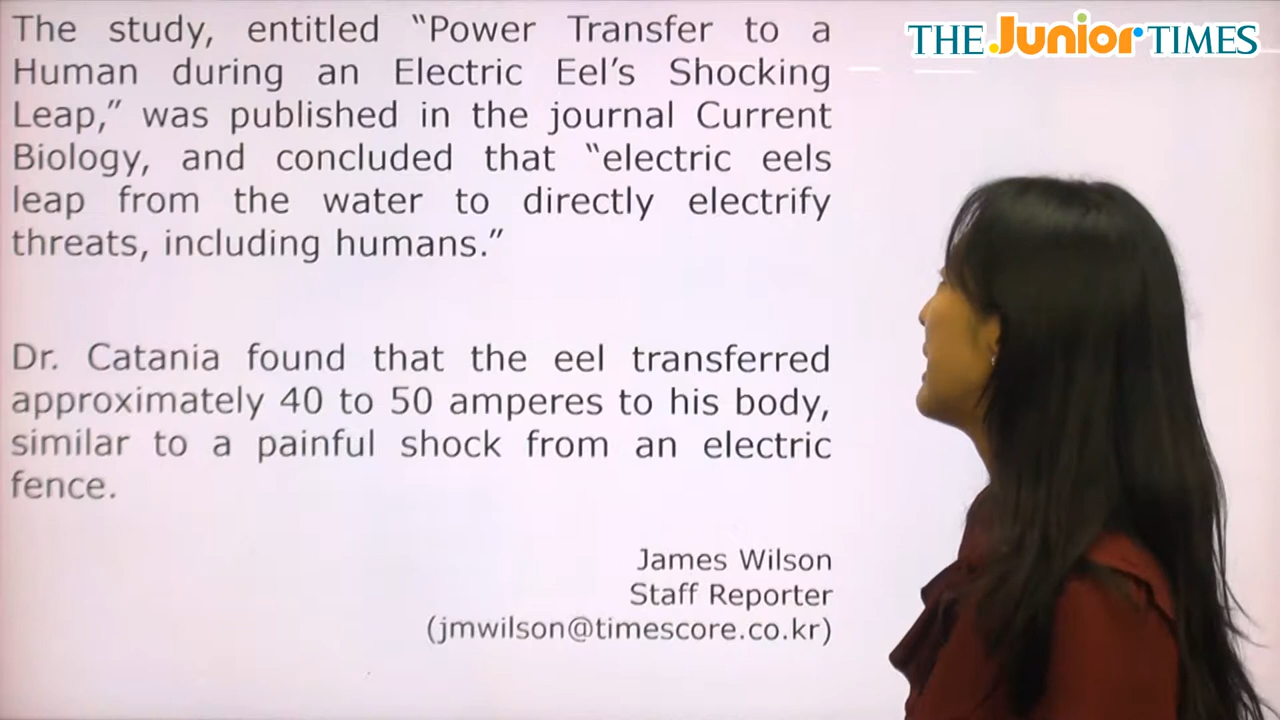 THE Junior TIMES
The study, entitled “Power Transfer to a
Human during an Electric Eel’s Shocking
Leap,” was published in the journal Current
Biology, and concluded that “electric eels
leap from the water to directly electrify
threats, including humans.”
Dr. Catania found that the eel transferred
approximately 40 to 50 amperes to his body,
similar to a painful shock from an electric
fence.
James Wilson
Staff Reporter
(jmwilson@timescore.co.kr)